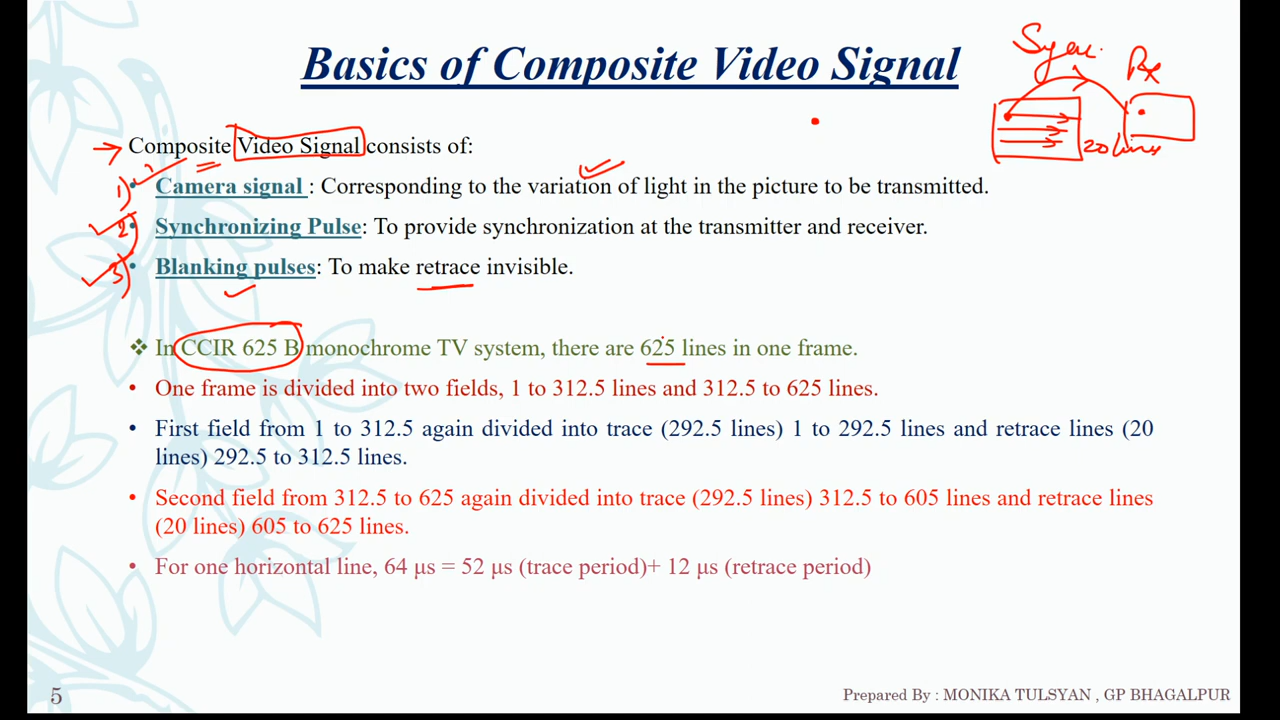 Basics of Composite Video Signal
Sync.
Rx
20 lines
Composite Video Signal consists of:
1) • Camera signal : Corresponding to the variation of light in the picture to be transmitted.
2) • Synchronizing Pulse: To provide synchronization at the transmitter and receiver.
3) • Blanking pulses: To make retrace invisible.
❖ In CCIR 625 B monochrome TV system, there are 625 lines in one frame.
• One frame is divided into two fields, 1 to 312.5 lines and 312.5 to 625 lines.
• First field from 1 to 312.5 again divided into trace (292.5 lines) 1 to 292.5 lines and retrace lines (20
lines) 292.5 to 312.5 lines.
• Second field from 312.5 to 625 again divided into trace (292.5 lines) 312.5 to 605 lines and retrace lines
(20 lines) 605 to 625 lines.
• For one horizontal line, 64 μs = 52 μs (trace period)+ 12 μs (retrace period)
5
Prepared By : MONIKA TULSYAN , GP BHAGALPUR